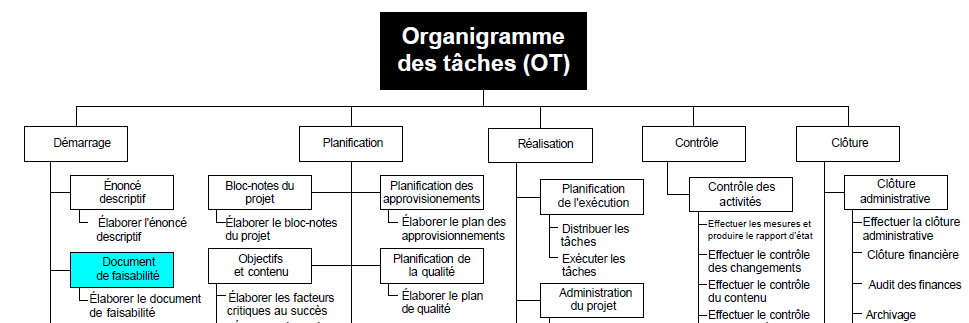 Organigramme
des tâches (OT)
Démarrage
Planification
Réalisation
Contrôle
Clôture
Énoncé
descriptif
Élaborer l'énoncé
descriptif
Document
de faisabilité
Élaborer le document
de faisabilité
Bloc-notes du
projet
Élaborer le bloc-notes
du projet
Objectifs
et contenu
Élaborer les facteurs
critiques au succès
Planification des
approvisionements
Élaborer le plan des
approvisionnements
Planification de
la qualité
Élaborer le plan
de qualité
Planification
de l'exécution
Distribuer les
tâches
Exécuter les
tâches
Administration
du projet
Contrôle des
activités
Effectuer les mesures et
produire le rapport d'état
Effectuer le contrôle
des changements
Effectuer le contrôle
du contenu
Effectuer le contrôle
Clôture
administrative
Effectuer la clôture
administrative
Clôture financière
Audit des finances
Archivage